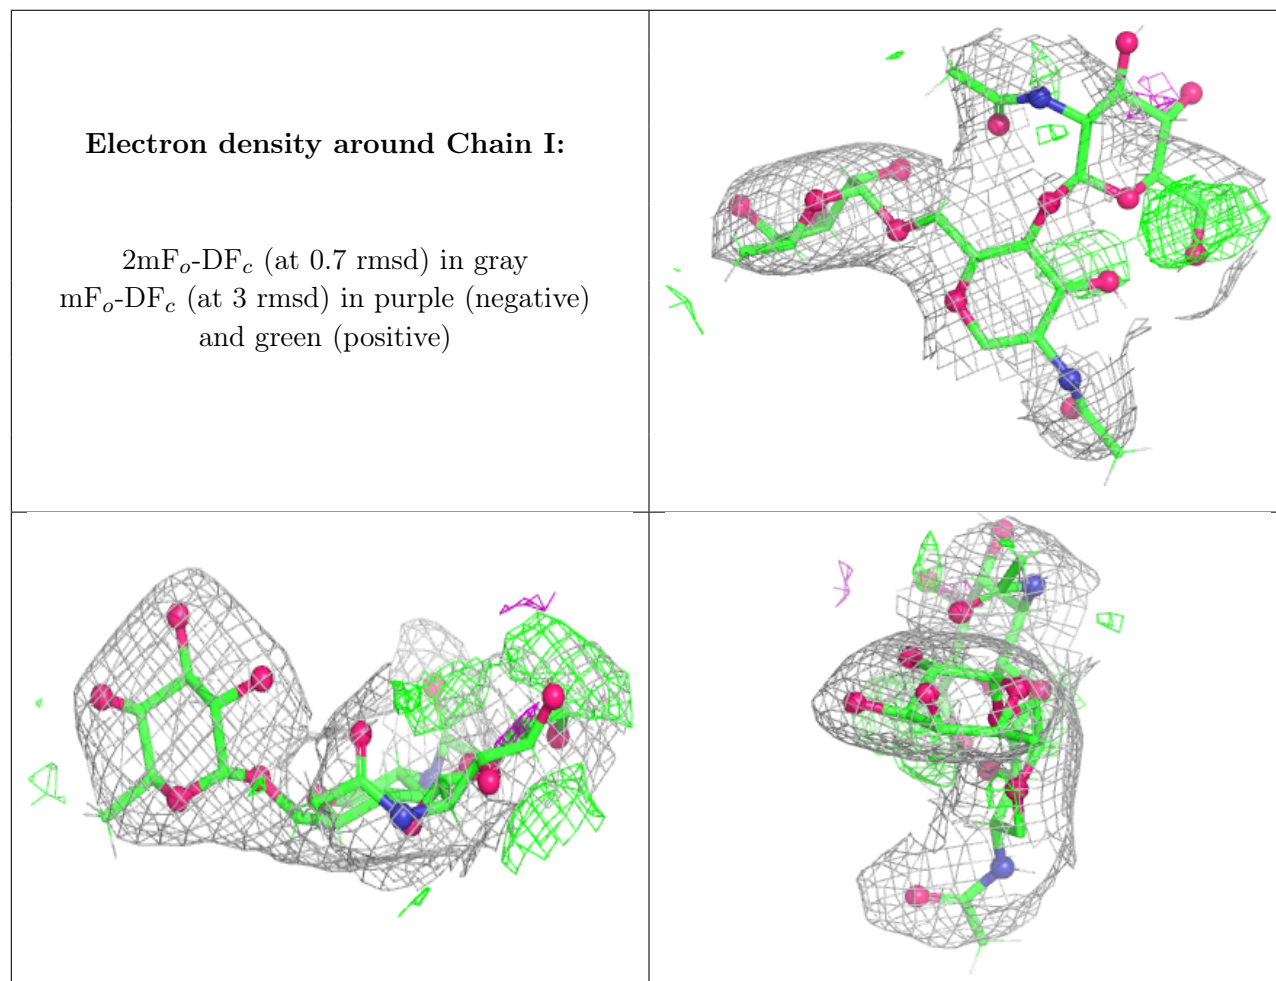 Electron density around Chain I:
2mFo-DFc (at 0.7 rmsd) in gray
mFo-DFc (at 3 rmsd) in purple (negative)
and green (positive)